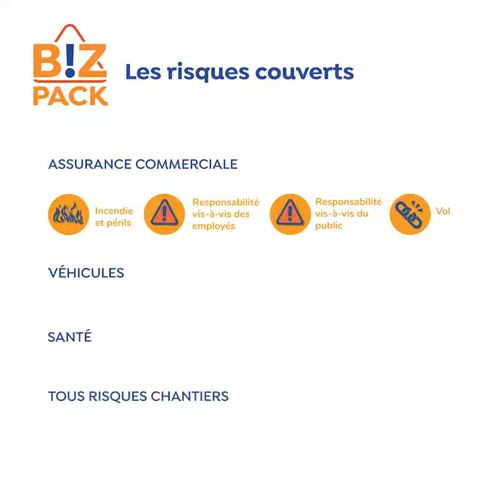 B!Z
PACK
Les risques couverts
ASSURANCE COMMERCIALE
Incendie
et périls
Responsabilité
vis-à-vis des
employés
Responsabilité
vis-à-vis du
public
Vol
VÉHICULES
SANTÉ
TOUS RISQUES CHANTIERS